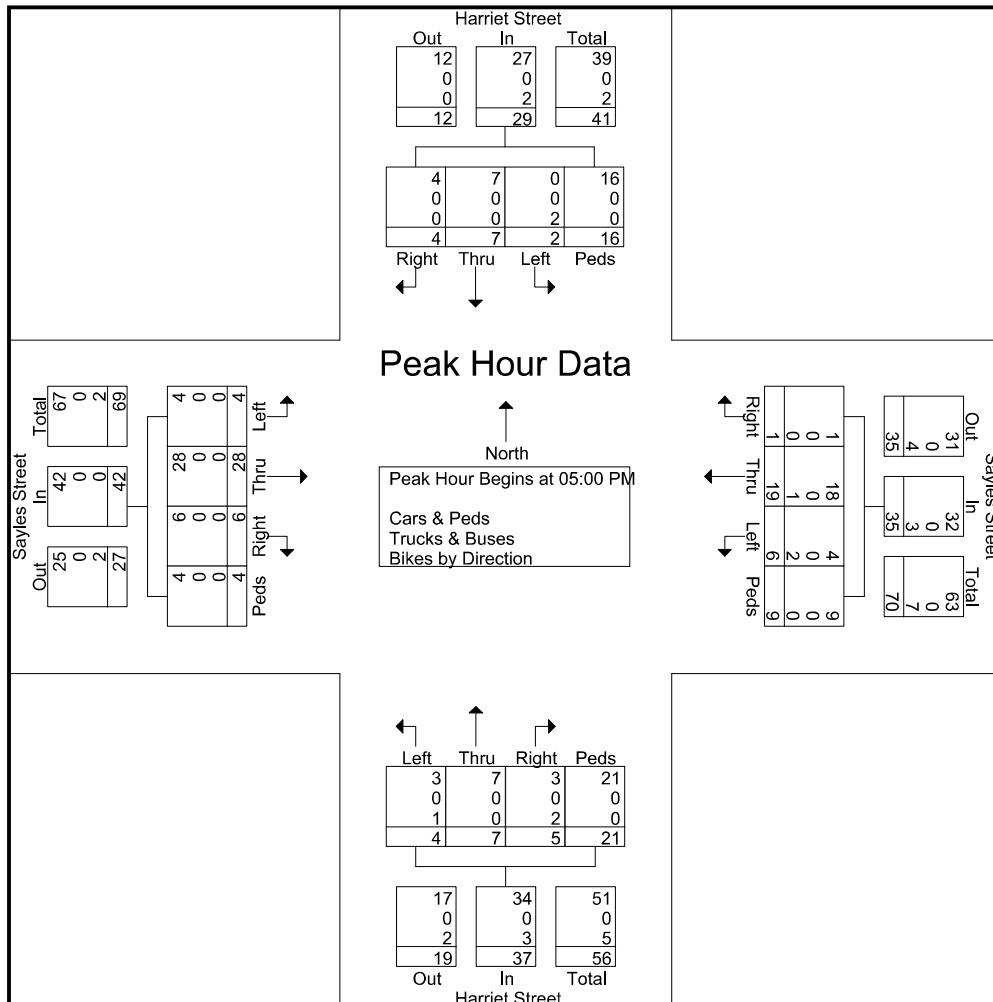 Harriet Street
Out In Total
12 27 39
0 0 0
0 2 2
12 29 41
4 7 0 16
0 0 0 0
0 0 2 0
4 7 2 16
Right Thru Left Peds
Peak Hour Data
North
Peak Hour Begins at 05:00 PM
Cars & Peds
Trucks & Buses
Bikes by Direction
Sayles Street
Total In Out
67 42 25
0 0 0
2 0 2
69 42 27
4 28 6 4
0 0 0 0
0 0 0 0
4 28 6 4
Left Thru Right Peds
Sayles Street
Out In Total
31 32 63
0 0 0
4 3 7
35 35 70
1 18 4 9
0 0 0 0
0 1 2 0
1 19 6 9
Right Thru Left Peds
Left Thru Right Peds
3 7 3 21
0 0 0 0
1 0 2 0
4 7 5 21
17 34 51
0 0 0
2 3 5
19 37 56
Out In Total
Harriet Street